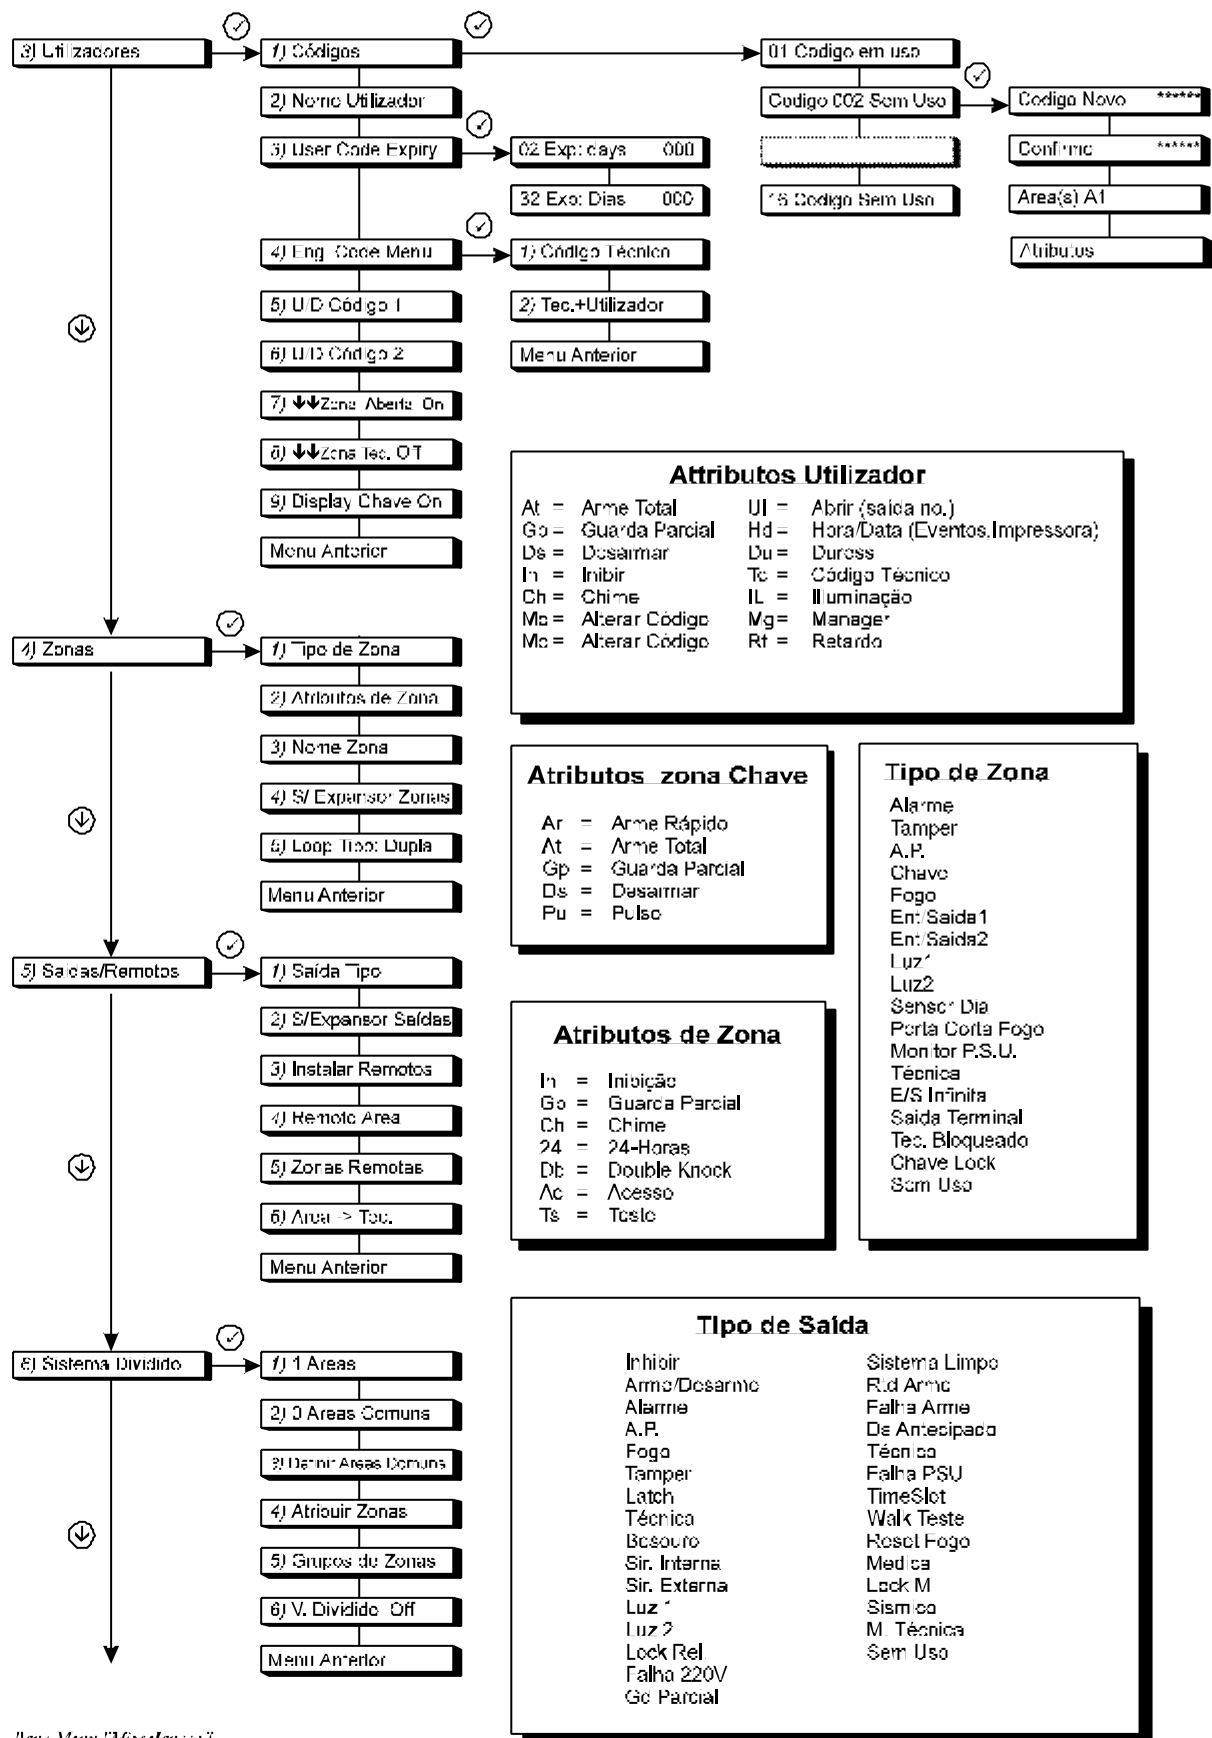 3) Utilizadores
1) Códigos
2) Nome Utilizador
3) User Code Expiry
4) Eng. Code Menu
5) U/D Código 1
6) U/D Código 2
7) ↓↓Zona Aberta On
8) ↓↓Zona Tec. Off
9) Display Chave On
Menu Anterior
01 Codigo em uso
Codigo 002 Sem Uso
16 Codigo Sem Uso
Codigo Novo ******
Confirme ******
Area(s) A1
Atributos
02 Exp: days 000
32 Exp: Dias 000
1) Código Técnico
2) Tec.+Utilizador
Menu Anterior
Attributos Utilizador
At = Arme Total
Gp = Guarda Parcial
Ds = Desarmar
In = Inibir
Ch = Chime
Mc = Alterar Código
Mc = Alterar Código
Ul = Abrir (saída no.)
Hd = Hora/Data (Eventos,Impressora)
Du = Duress
Tc = Código Técnico
IL = Illuminação
Mg = Manager
Rt = Retardo
4) Zonas
1) Tipo de Zona
2) Atributos de Zona
3) Nome Zona
4) S/ Expansor Zonas
5) Loop Tipo: Dupla
Menu Anterior
Atributos zona Chave
Ar = Arme Rápido
At = Arme Total
Gp = Guarda Parcial
Ds = Desarmar
Pu = Pulso
Tipo de Zona
Alarme
Tamper
A.P.
Chave
Fogo
Ent/Saida1
Ent/Saida2
Luz1
Luz2
Sensor Dia
Porta Corta Fogo
Monitor P.S.U.
Técnica
E/S Infinita
Saida Terminal
Tec. Bloqueado
Chave Lock
Sem Uso
5) Saidas/Remotos
1) Saída Tipo
2) S/Expansor Saídas
3) Instalar Remotos
4) Remoto Area
5) Zonas Remotas
6) Area -> Tec.
Menu Anterior
Atributos de Zona
In = Inibição
Gp = Guarda Parcial
Ch = Chime
24 = 24-Horas
Db = Double Knock
Ac = Acesso
Ts = Teste
6) Sistema Dividido
1) 1 Areas
2) 0 Areas Comuns
3) Definir Areas Comuns
4) Atribuir Zonas
5) Grupos de Zonas
6) V. Dividido Off
Menu Anterior
Tipo de Saída
Inhibir
Arme/Desarme
Alarme
A.P.
Fogo
Tamper
Latch
Técnica
Besouro
Sir. Interna
Sir. Externa
Luz 1
Luz 2
Lock Rel.
Falha 220V
Gd Parcial
Sistema Limpo
Rtd Arme
Falha Arme
Ds Antesipado
Técnico
Falha PSU
TimeSlot
Walk Teste
Reset Fogo
Medica
Lock M
Sismico
M. Técnica
Sem Uso